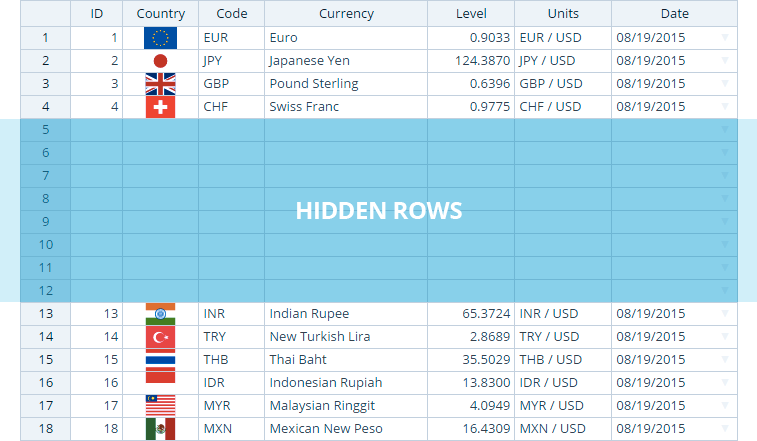 ID Country Code Currency Level Units Date
1 1 EUR Euro 0.9033 EUR / USD 08/19/2015
2 2 JPY Japanese Yen 124.3870 JPY / USD 08/19/2015
3 3 GBP Pound Sterling 0.6396 GBP / USD 08/19/2015
4 4 CHF Swiss Franc 0.9775 CHF / USD 08/19/2015
5
6
7
8
HIDDEN ROWS
9
10
11
12
13 13 INR Indian Rupee 65.3724 INR / USD 08/19/2015
14 14 TRY New Turkish Lira 2.8689 TRY / USD 08/19/2015
15 15 THB Thai Baht 35.5029 THB / USD 08/19/2015
16 16 IDR Indonesian Rupiah 13.8300 IDR / USD 08/19/2015
17 17 MYR Malaysian Ringgit 4.0949 MYR / USD 08/19/2015
18 18 MXN Mexican New Peso 16.4309 MXN / USD 08/19/2015